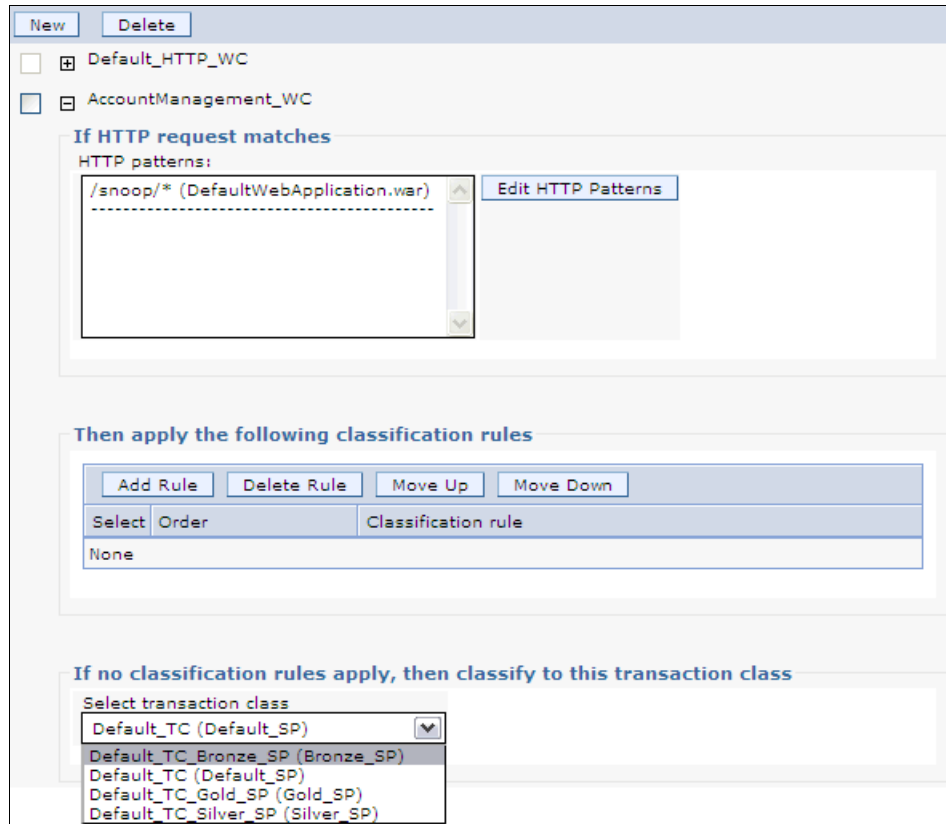 New Delete
Default_HTTP_WC
AccountManagement_WC
If HTTP request matches
HTTP patterns:
/snoop/* (DefaultWebApplication.war) Edit HTTP Patterns
----------------------------------------
Then apply the following classification rules
Add Rule Delete Rule Move Up Move Down
Select Order Classification rule
None
If no classification rules apply, then classify to this transaction class
Select transaction class
Default_TC (Default_SP)
Default_TC_Bronze_SP (Bronze_SP)
Default_TC (Default_SP)
Default_TC_Gold_SP (Gold_SP)
Default_TC_Silver_SP (Silver_SP)